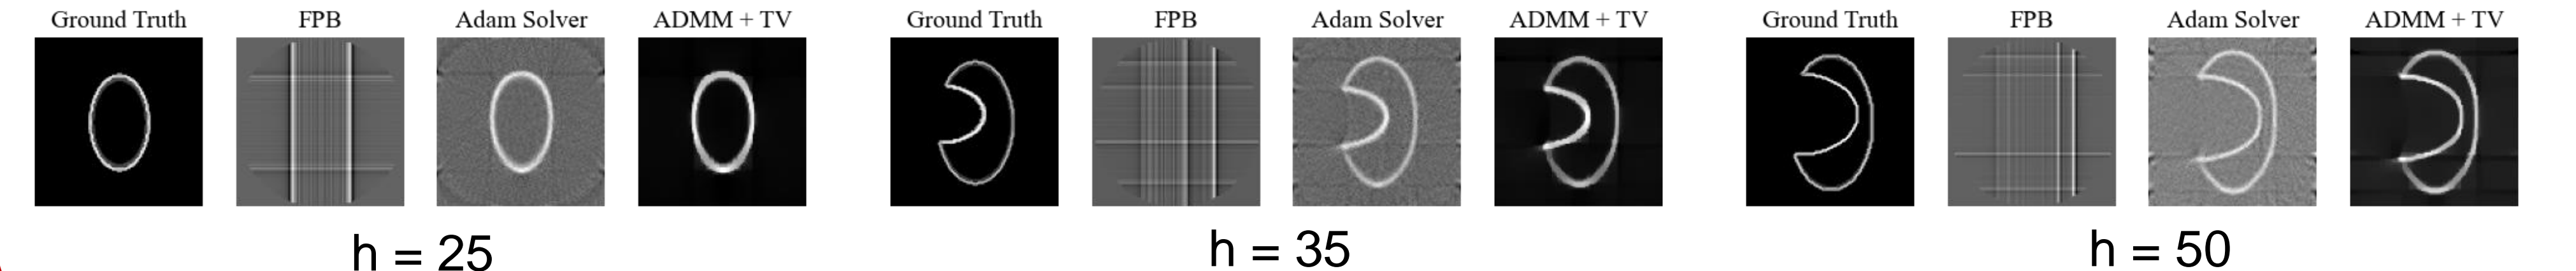 Ground Truth FPB Adam Solver ADMM + TV Ground Truth FPB Adam Solver ADMM + TV Ground Truth FPB Adam Solver ADMM + TV
h = 25 h = 35 h = 50